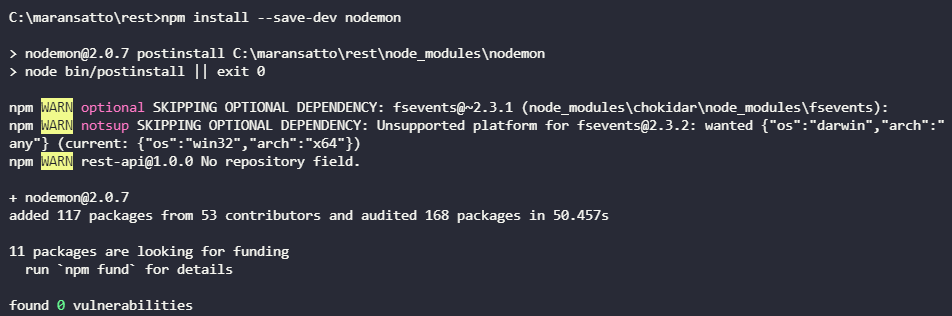 C:\maransatto\rest>npm install --save-dev nodemon
> nodemon@2.0.7 postinstall C:\maransatto\rest\node_modules\nodemon
> node bin/postinstall || exit 0
npm WARN optional SKIPPING OPTIONAL DEPENDENCY: fsevents@~2.3.1 (node_modules\chokidar\node_modules\fsevents):
npm WARN notsup SKIPPING OPTIONAL DEPENDENCY: Unsupported platform for fsevents@2.3.2: wanted {"os":"darwin","arch":"
any"} (current: {"os":"win32","arch":"x64"})
npm WARN rest-api@1.0.0 No repository field.
+ nodemon@2.0.7
added 117 packages from 53 contributors and audited 168 packages in 50.457s
11 packages are looking for funding
  run `npm fund` for details
found 0 vulnerabilities